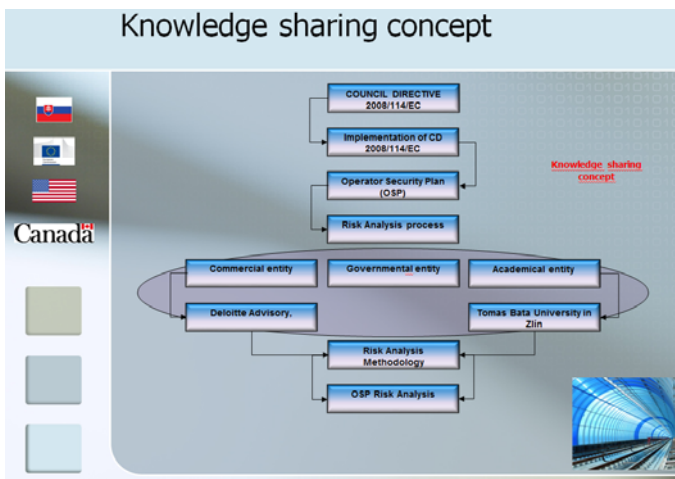 Knowledge sharing concept
Canada
COUNCIL DIRECTIVE
2008/114/EC
Implementation of CD
2008/114/EC
Operator Security Plan
(OSP)
Knowledge sharing
concept
Risk Analysis process
Commercial entity
Governmental entity
Academical entity
Deloitte Advisory,
Tomas Bata University in
Zlin
Risk Analysis
Methodology
OSP Risk Analysis